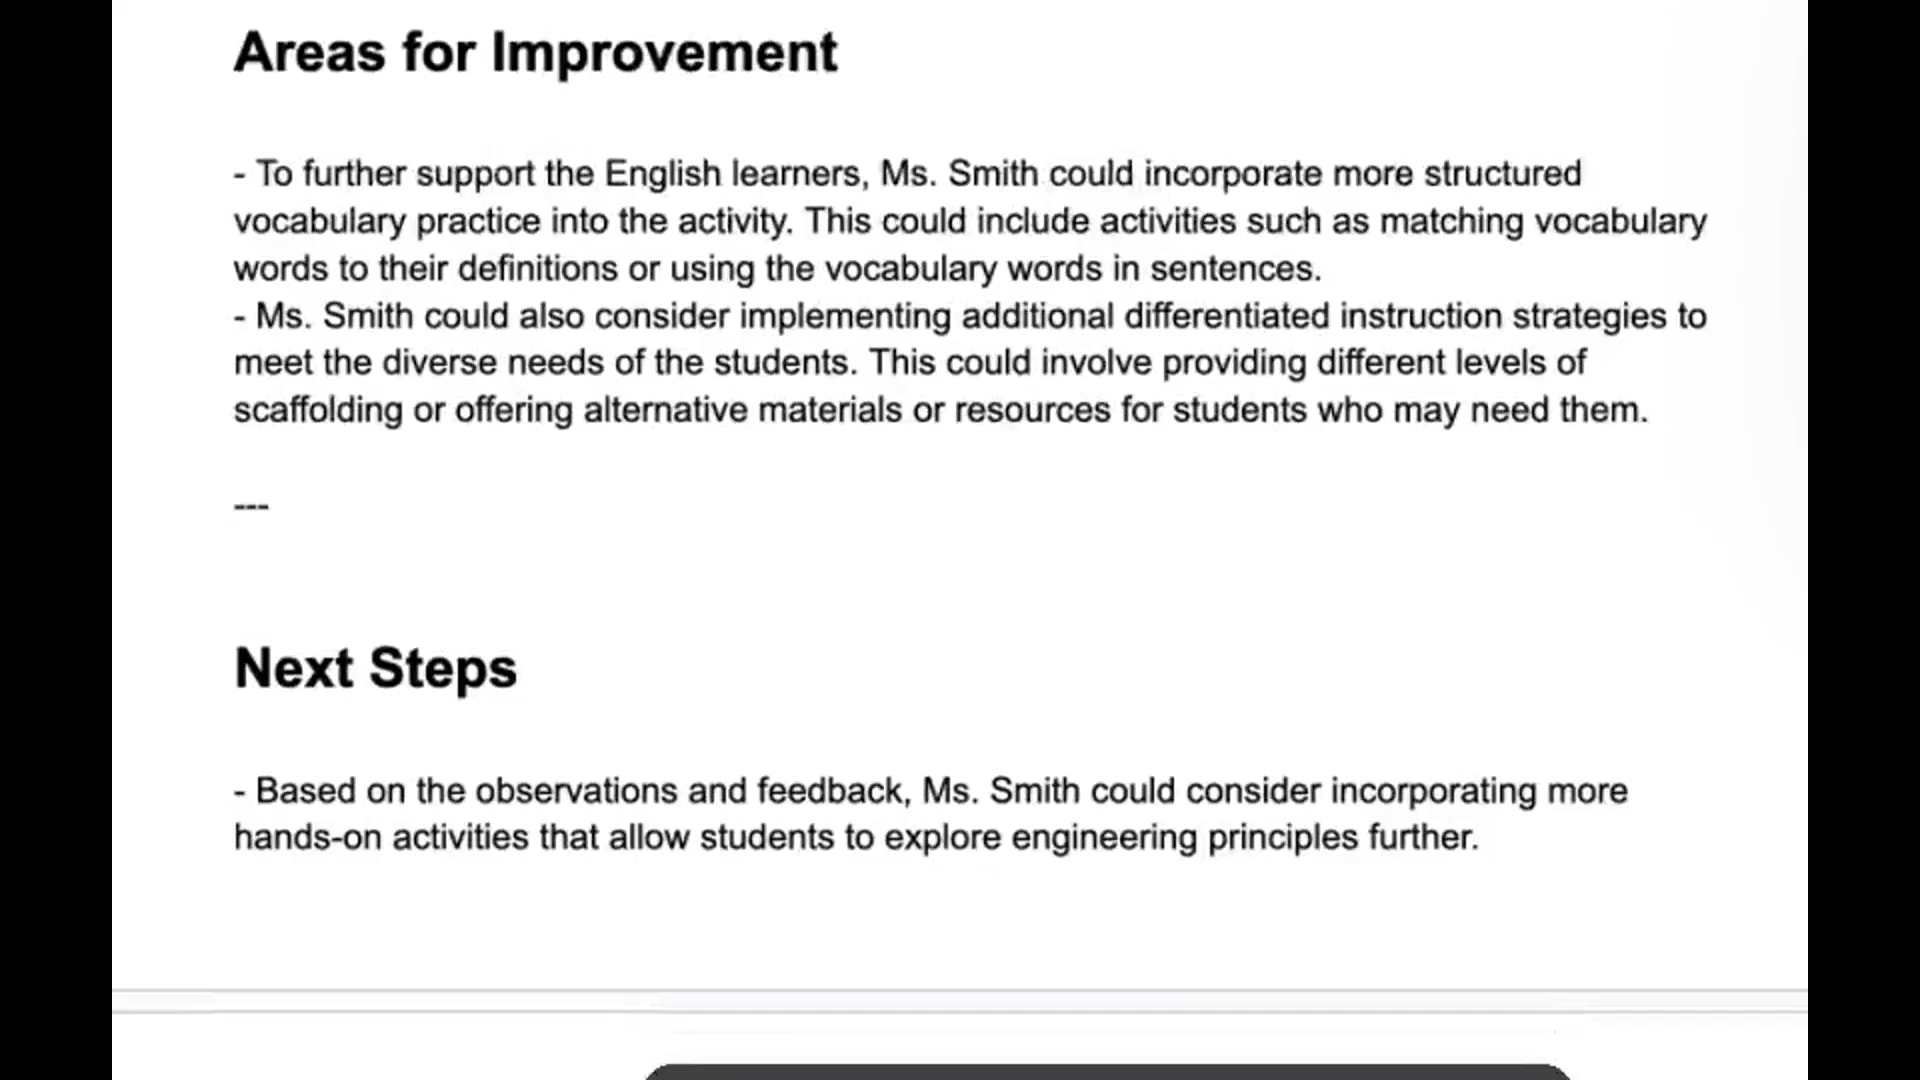 Areas for Improvement
- To further support the English learners, Ms. Smith could incorporate more structured
vocabulary practice into the activity. This could include activities such as matching vocabulary
words to their definitions or using the vocabulary words in sentences.
- Ms. Smith could also consider implementing additional differentiated instruction strategies to
meet the diverse needs of the students. This could involve providing different levels of
scaffolding or offering alternative materials or resources for students who may need them.
---
Next Steps
- Based on the observations and feedback, Ms. Smith could consider incorporating more
hands-on activities that allow students to explore engineering principles further.